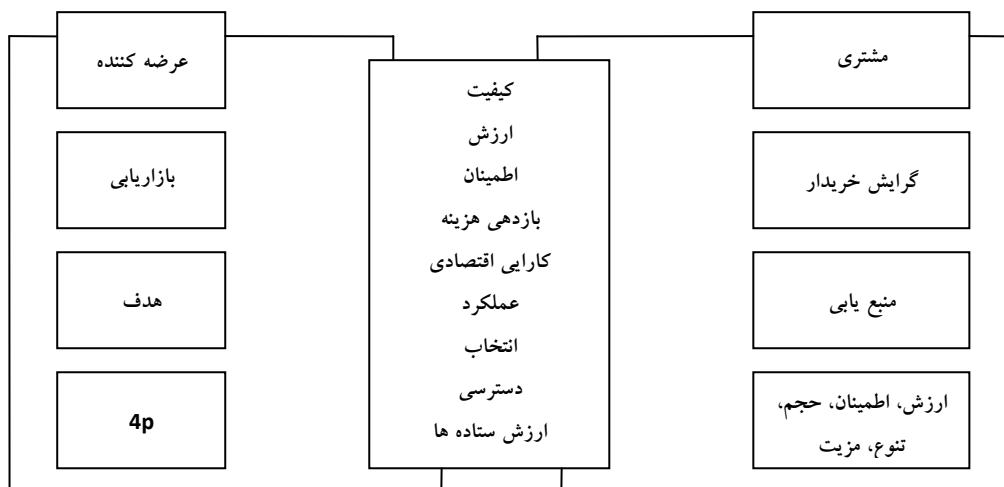 مشتری
گرایش خریدار
منبع یابی
ارزش، اطمینان، حجم،
تنوع، مزیت
کیفیت
ارزش
اطمینان
بازدهی هزینه
کارایی اقتصادی
عملکرد
انتخاب
دسترسی
ارزش ستاده ها
عرضه کننده
بازاریابی
هدف
4p